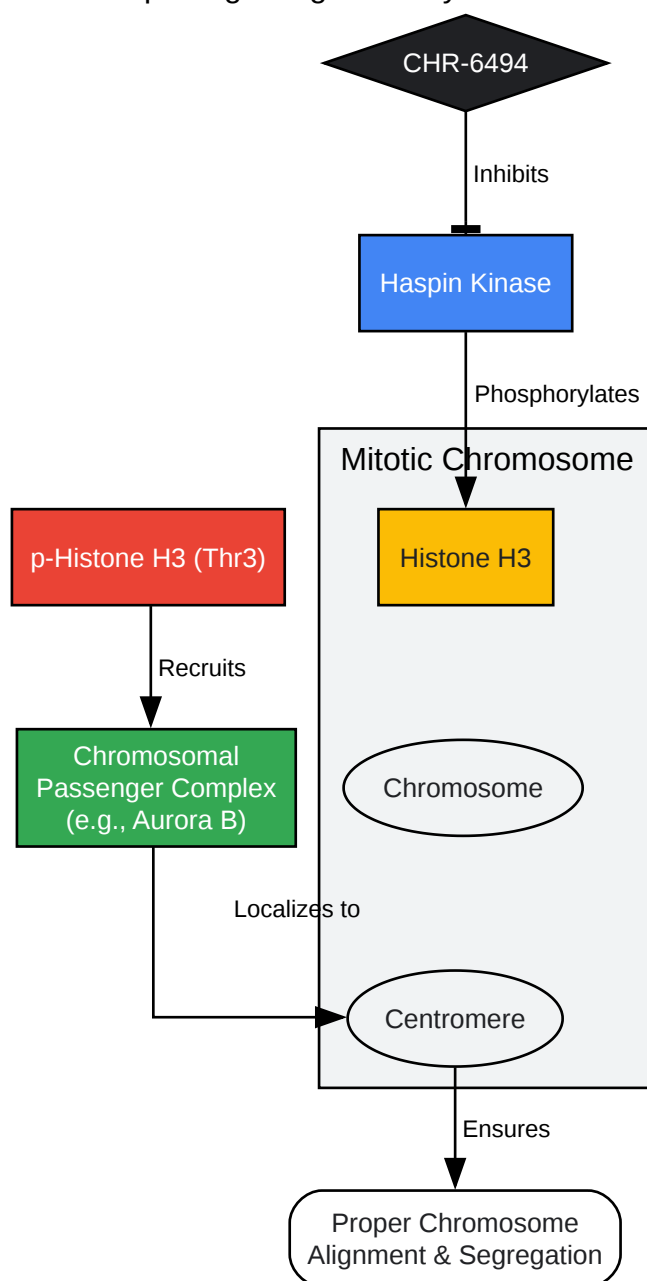 CHR-6494
Inhibits
Haspin Kinase
Phosphorylates
Mitotic Chromosome
p-Histone H3 (Thr3)
Histone H3
Recruits
Chromosomal
Passenger Complex
(e.g., Aurora B)
Chromosome
Localizes to
Centromere
Ensures
Proper Chromosome
Alignment & Segregation